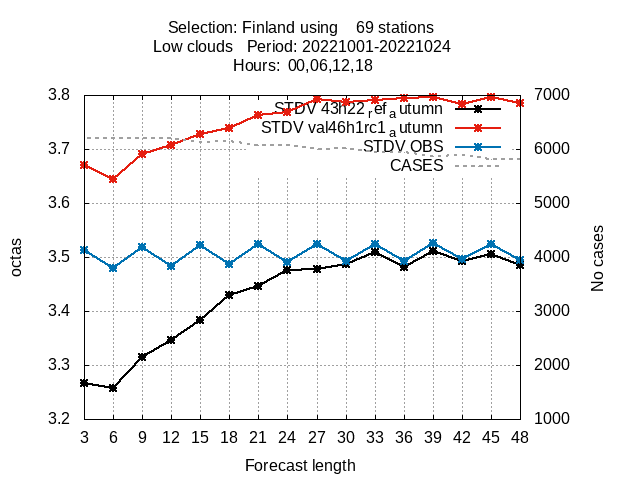 Selection: Finland using 69 stations
Low clouds Period: 20221001-20221024
Hours: 00,06,12,18
3.8 7000
STDV 43h22_ref_autumn
STDV val46h1rc1_autumn
3.7 STDV OBS 6000
CASES
3.6 5000
3.5 4000
octas No cases
3.4 3000
3.3 2000
3.2 1000
3 6 9 12 15 18 21 24 27 30 33 36 39 42 45 48
Forecast length